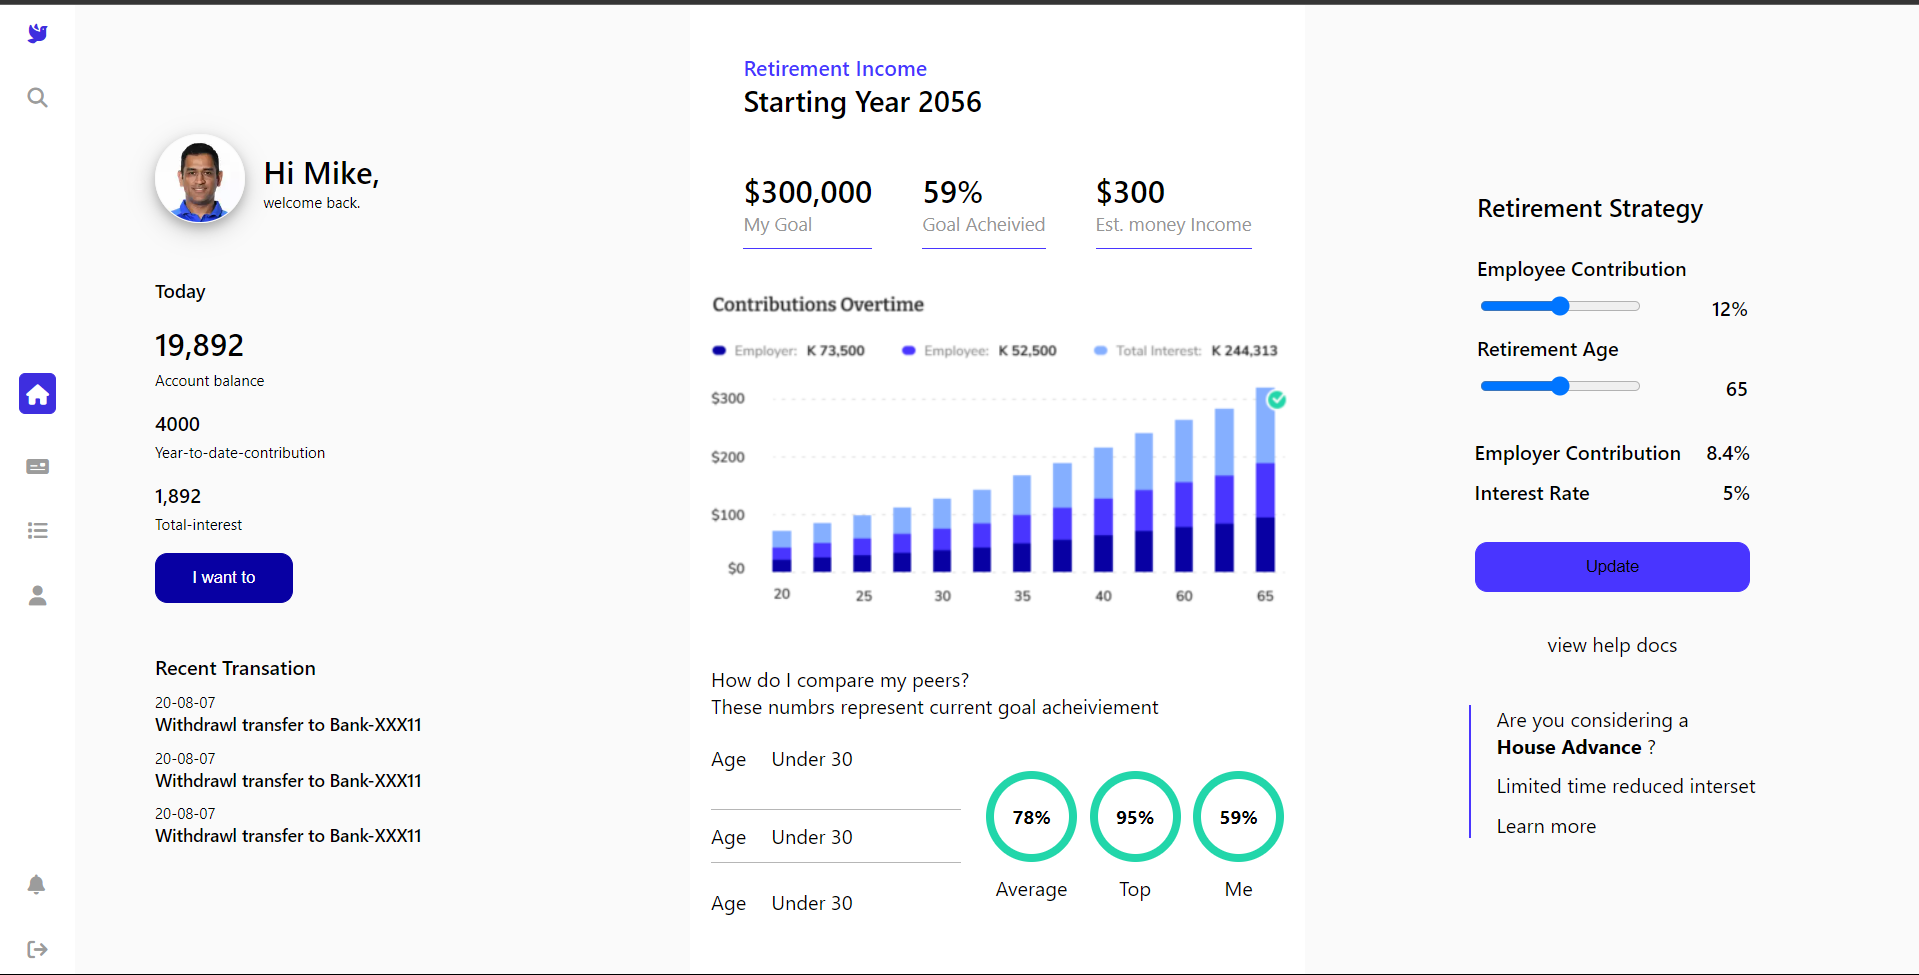 Hi Mike,
welcome back.
Today
19,892
Account balance
4000
Year-to-date-contribution
1,892
Total-interest
I want to
Recent Transation
20-08-07
Withdrawl transfer to Bank-XXX11
20-08-07
Withdrawl transfer to Bank-XXX11
20-08-07
Withdrawl transfer to Bank-XXX11
Retirement Income
Starting Year 2056
$300,000 59% $300
My Goal Goal Acheivied Est. money Income
Contributions Overtime
Employer: K 73,500 Employee: K 52,500 Total Interest: K 244,313
$300
$200
$100
$0
20 25 30 35 40 60 65
How do I compare my peers?
These numbrs represent current goal acheiviement
Age Under 30
Age Under 30
Age Under 30
78% 95% 59%
Average Top Me
Retirement Strategy
Employee Contribution
12%
Retirement Age
65
Employer Contribution 8.4%
Interest Rate 5%
Update
view help docs
Are you considering a
House Advance ?
Limited time reduced interset
Learn more